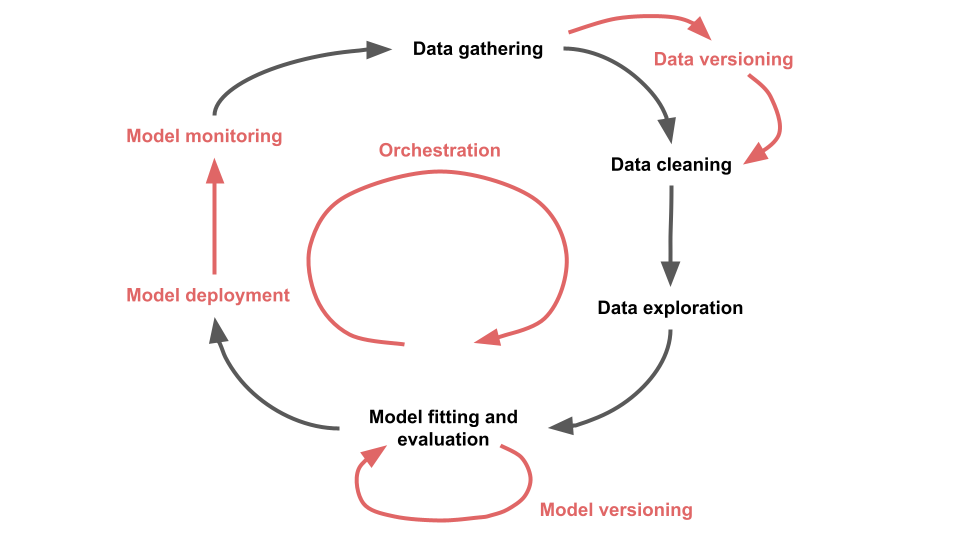 Data gathering
Data versioning
Model monitoring
Orchestration
Data cleaning
Model deployment
Data exploration
Model fitting and
evaluation
Model versioning